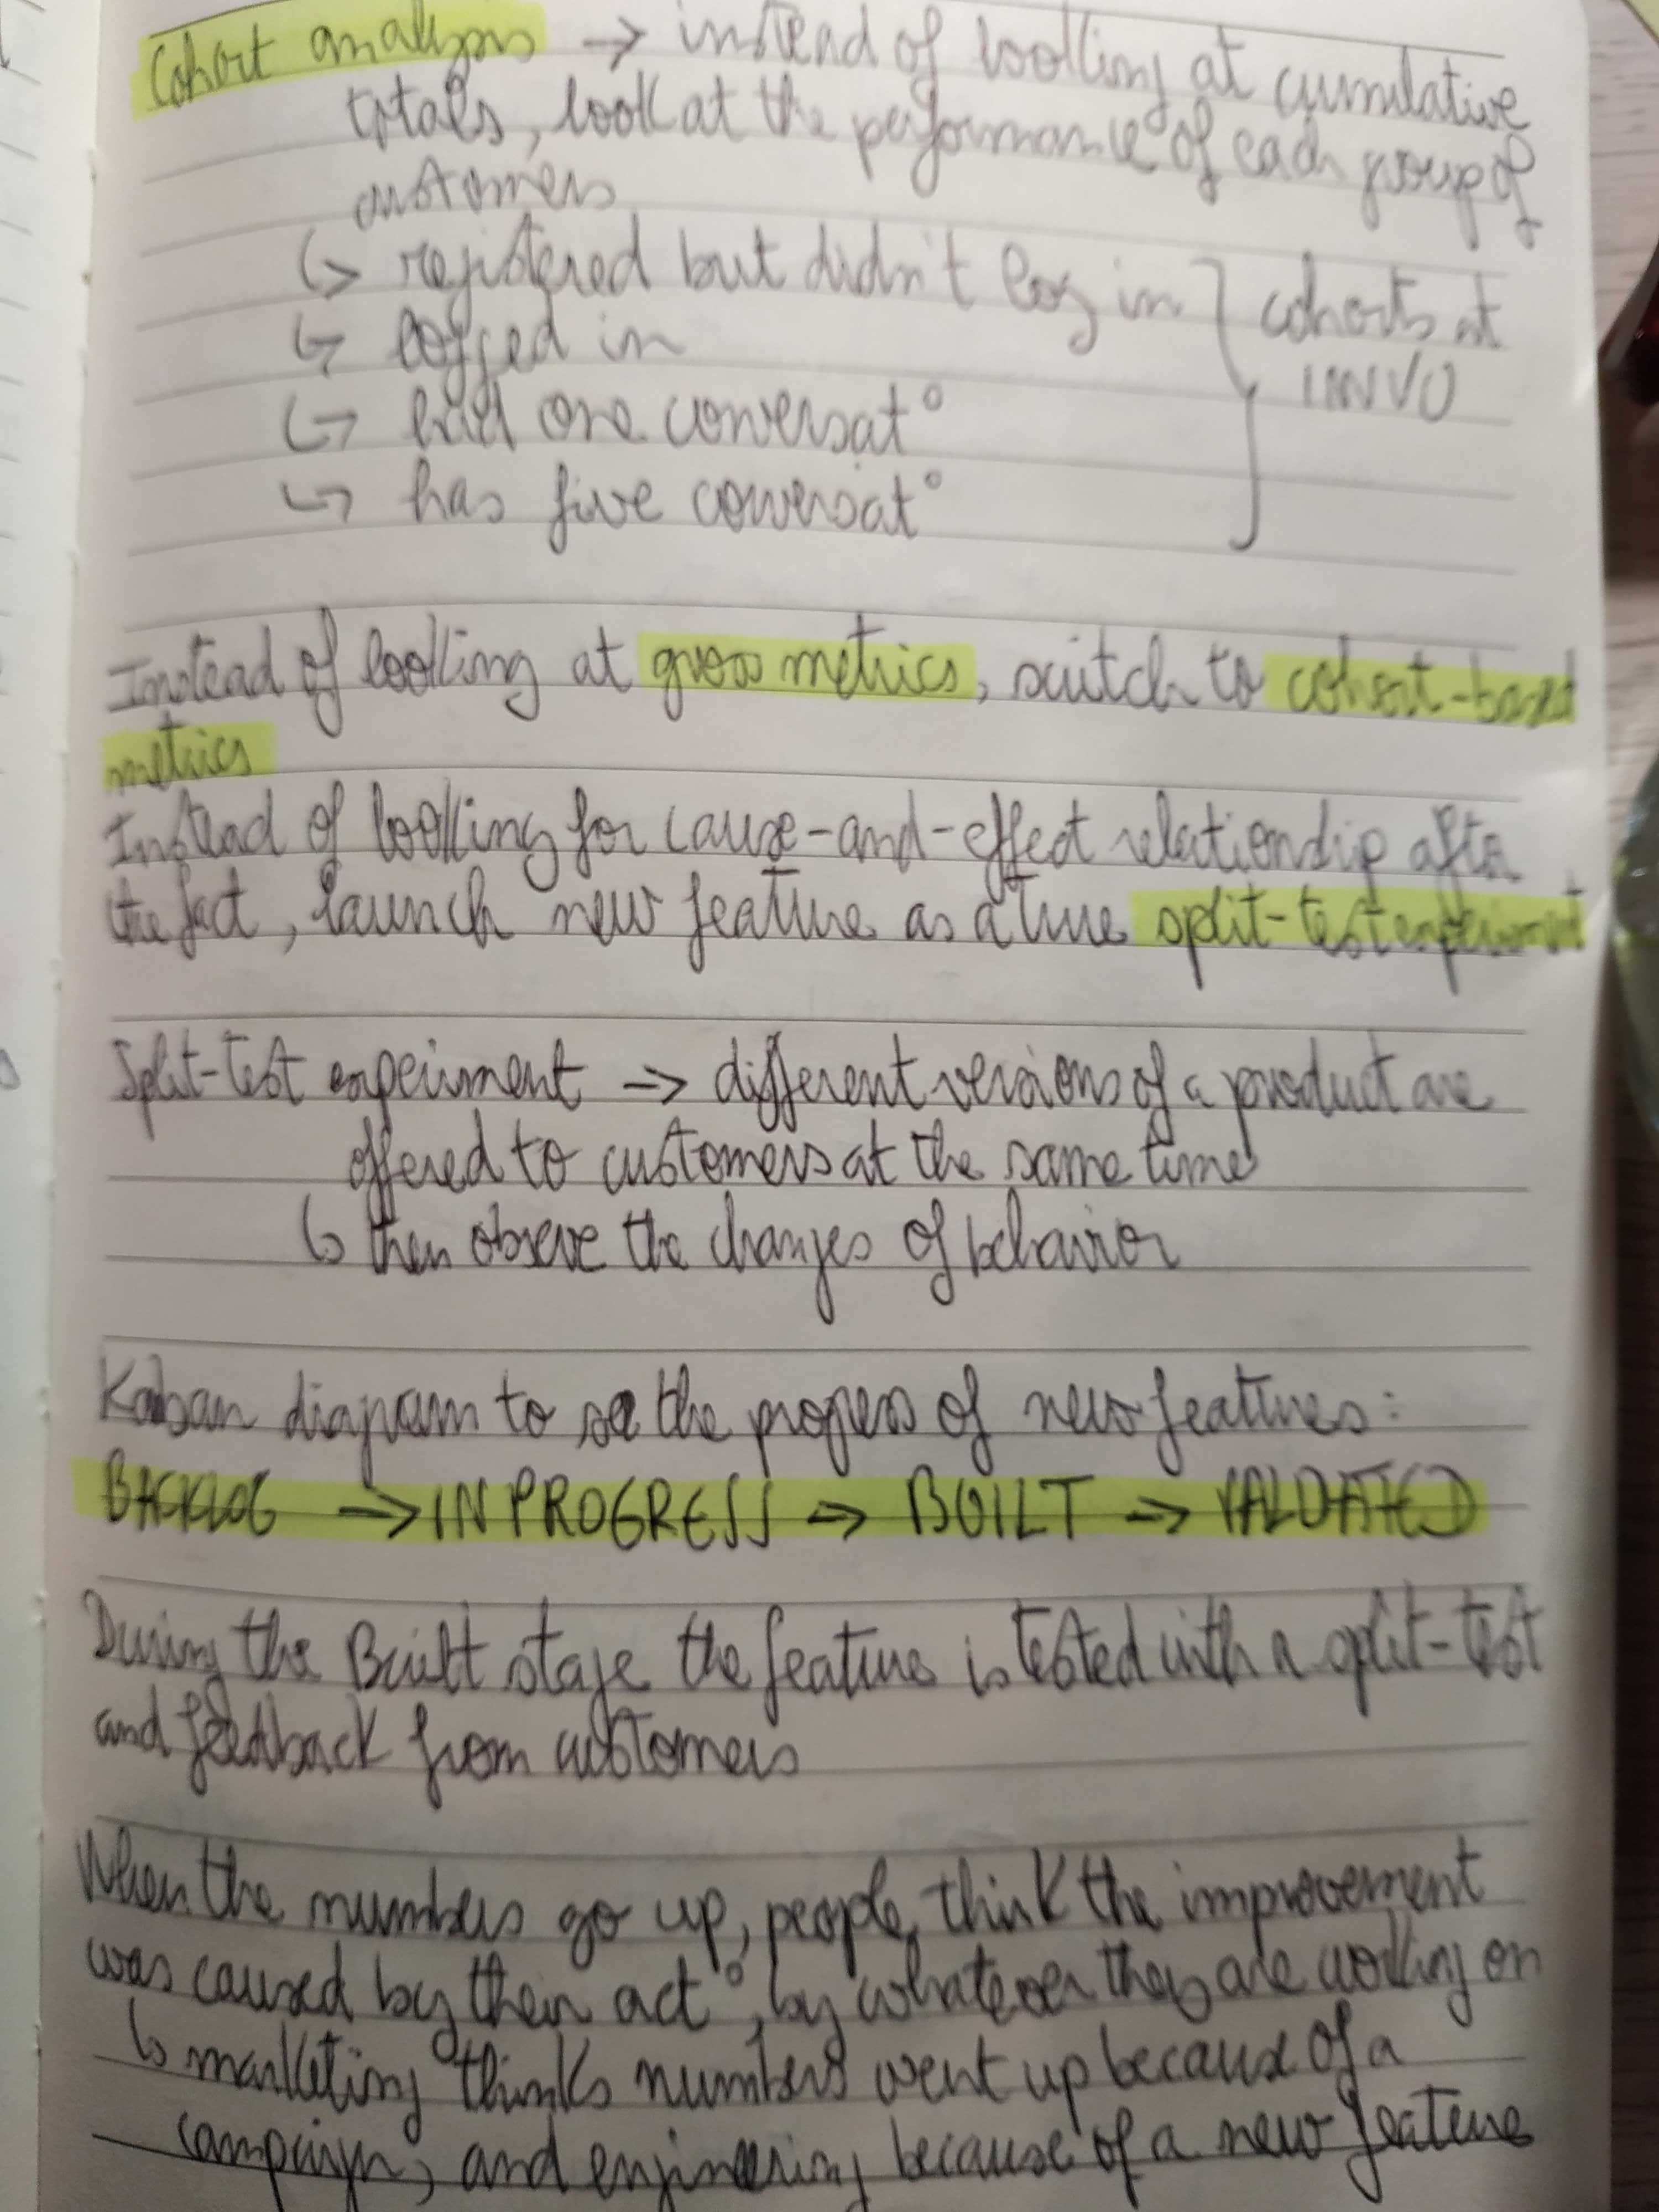 Cohort analysis → instead of looking at cumulative
totals, look at the performance of each group of
customers
↳ registered but didn't log in } cohorts at
↳ logged in IMVU
↳ had one conversat°
↳ has five conversat°
Instead of looking at gross metrics, switch to cohort-based
metrics
Instead of looking for cause-and-effect relationship after
the fact, launch new feature as a true split-test experiment
Split-test experiment → different versions of a product are
offered to customers at the same time
↳ then observe the changes of behavior
Kaban diagram to see the progess of new features :
BACKLOG → IN PROGRESS → BUILT → VALIDATED
During the Built stage the feature is tested with a split-test
and feedback from customers
When the numbers go up, people think the improvement
was caused by their act°, by whatever they are working on
↳ marketing thinks numbers went up because of a
campaign, and engineering because of a new feature